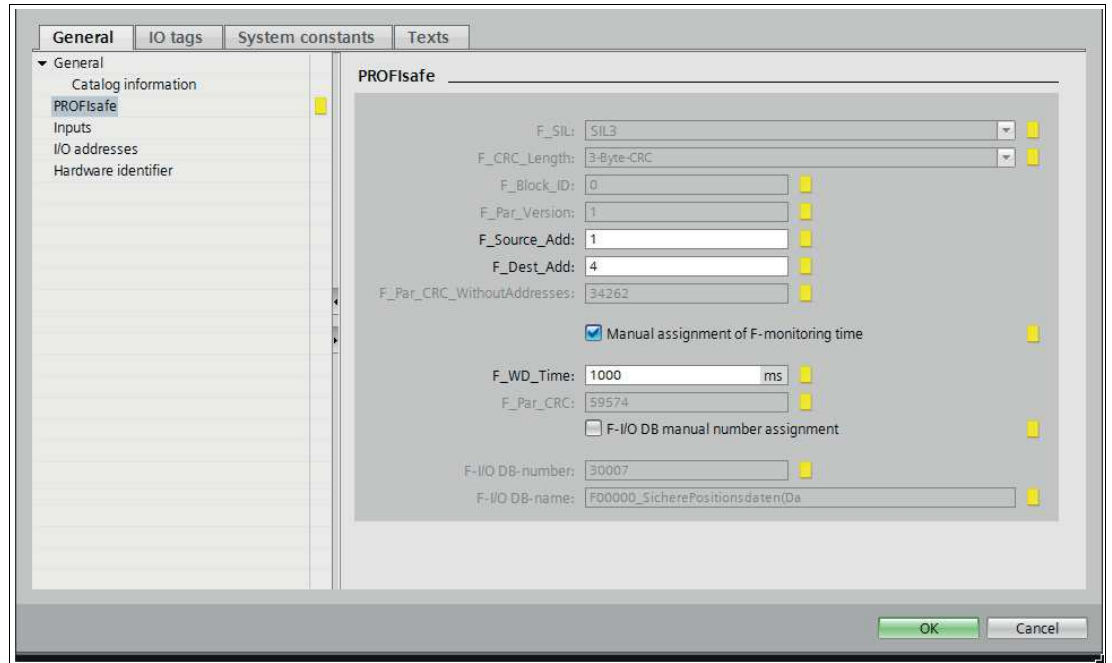 General IO tags System constants Texts
General
Catalog information
PROFIsafe
Inputs
I/O addresses
Hardware identifier
PROFIsafe
F_SIL: SIL3
F_CRC_Length: 3-Byte-CRC
F_Block_ID: 0
F_Par_Version: 1
F_Source_Add: 1
F_Dest_Add: 4
F_Par_CRC_WithoutAddresses: 34262
Manual assignment of F-monitoring time
F_WD_Time: 1000 ms
F_Par_CRC: 59574
F-I/O DB manual number assignment
F-I/O DB-number: 30007
F-I/O DB-name: F00000_SicherePositionsdaten(Da
OK Cancel